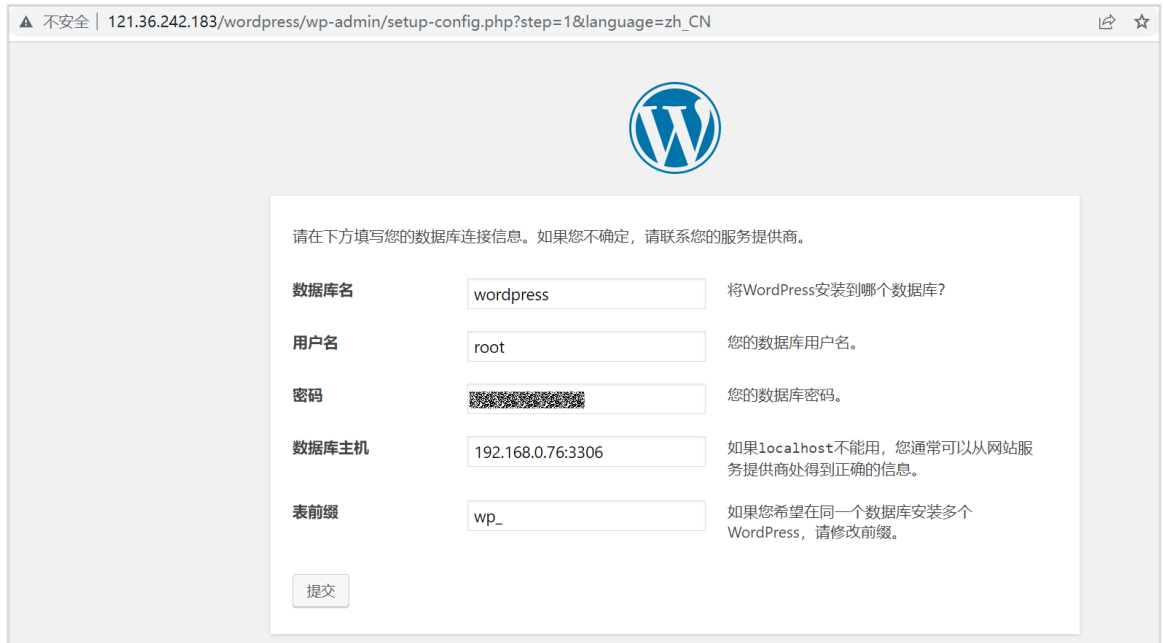 不安全 121.36.242.183/wordpress/wp-admin/setup-config.php?step=1&language=zh_CN
请在下方填写您的数据库连接信息。如果您不确定，请联系您的服务提供商。
数据库名 wordpress 将WordPress安装到哪个数据库？
用户名 root 您的数据库用户名。
密码 您的数据库密码。
数据库主机 192.168.0.76:3306 如果localhost不能用，您通常可以从网站服
务提供商处得到正确的信息。
表前缀 wp_ 如果您希望在同一个数据库安装多个
WordPress，请修改前缀。
提交